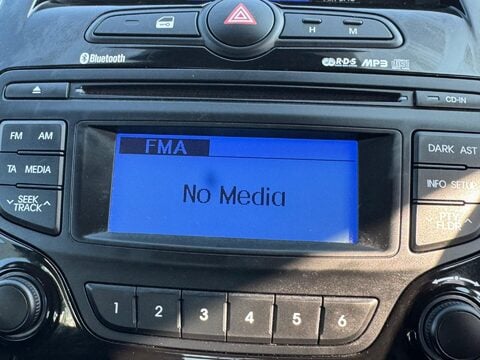 H M
Bluetooth
R·D·S MP3
CD-IN
FM AM
TA MEDIA
SEEK
TRACK
FMA
No Media
DARK AST
INFO SETUP
PTY
FLDR
1 2 3 4 5 6